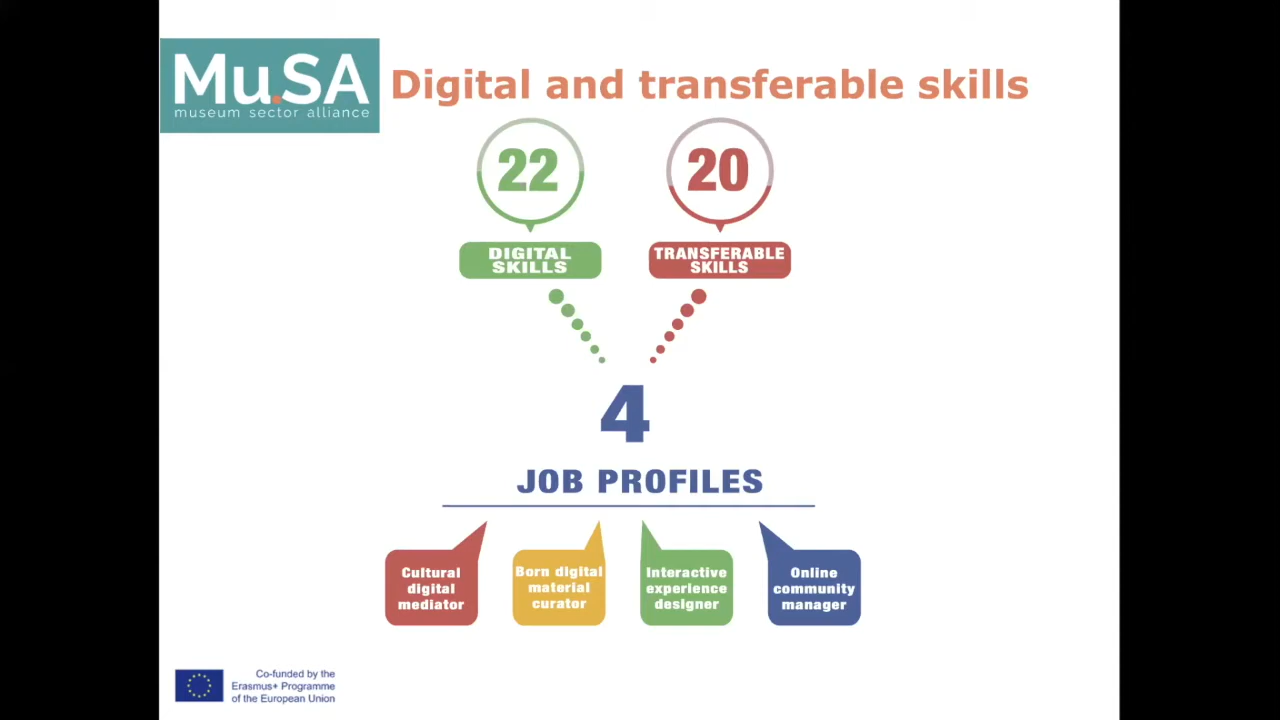 Mu.SA
museum sector alliance
Digital and transferable skills
22
20
DIGITAL
SKILLS
TRANSFERABLE
SKILLS
4
JOB PROFILES
Cultural
digital
mediator
Born digital
material
curator
Interactive
experience
designer
Online
community
manager
Co-funded by the
Erasmus+ Programme
of the European Union